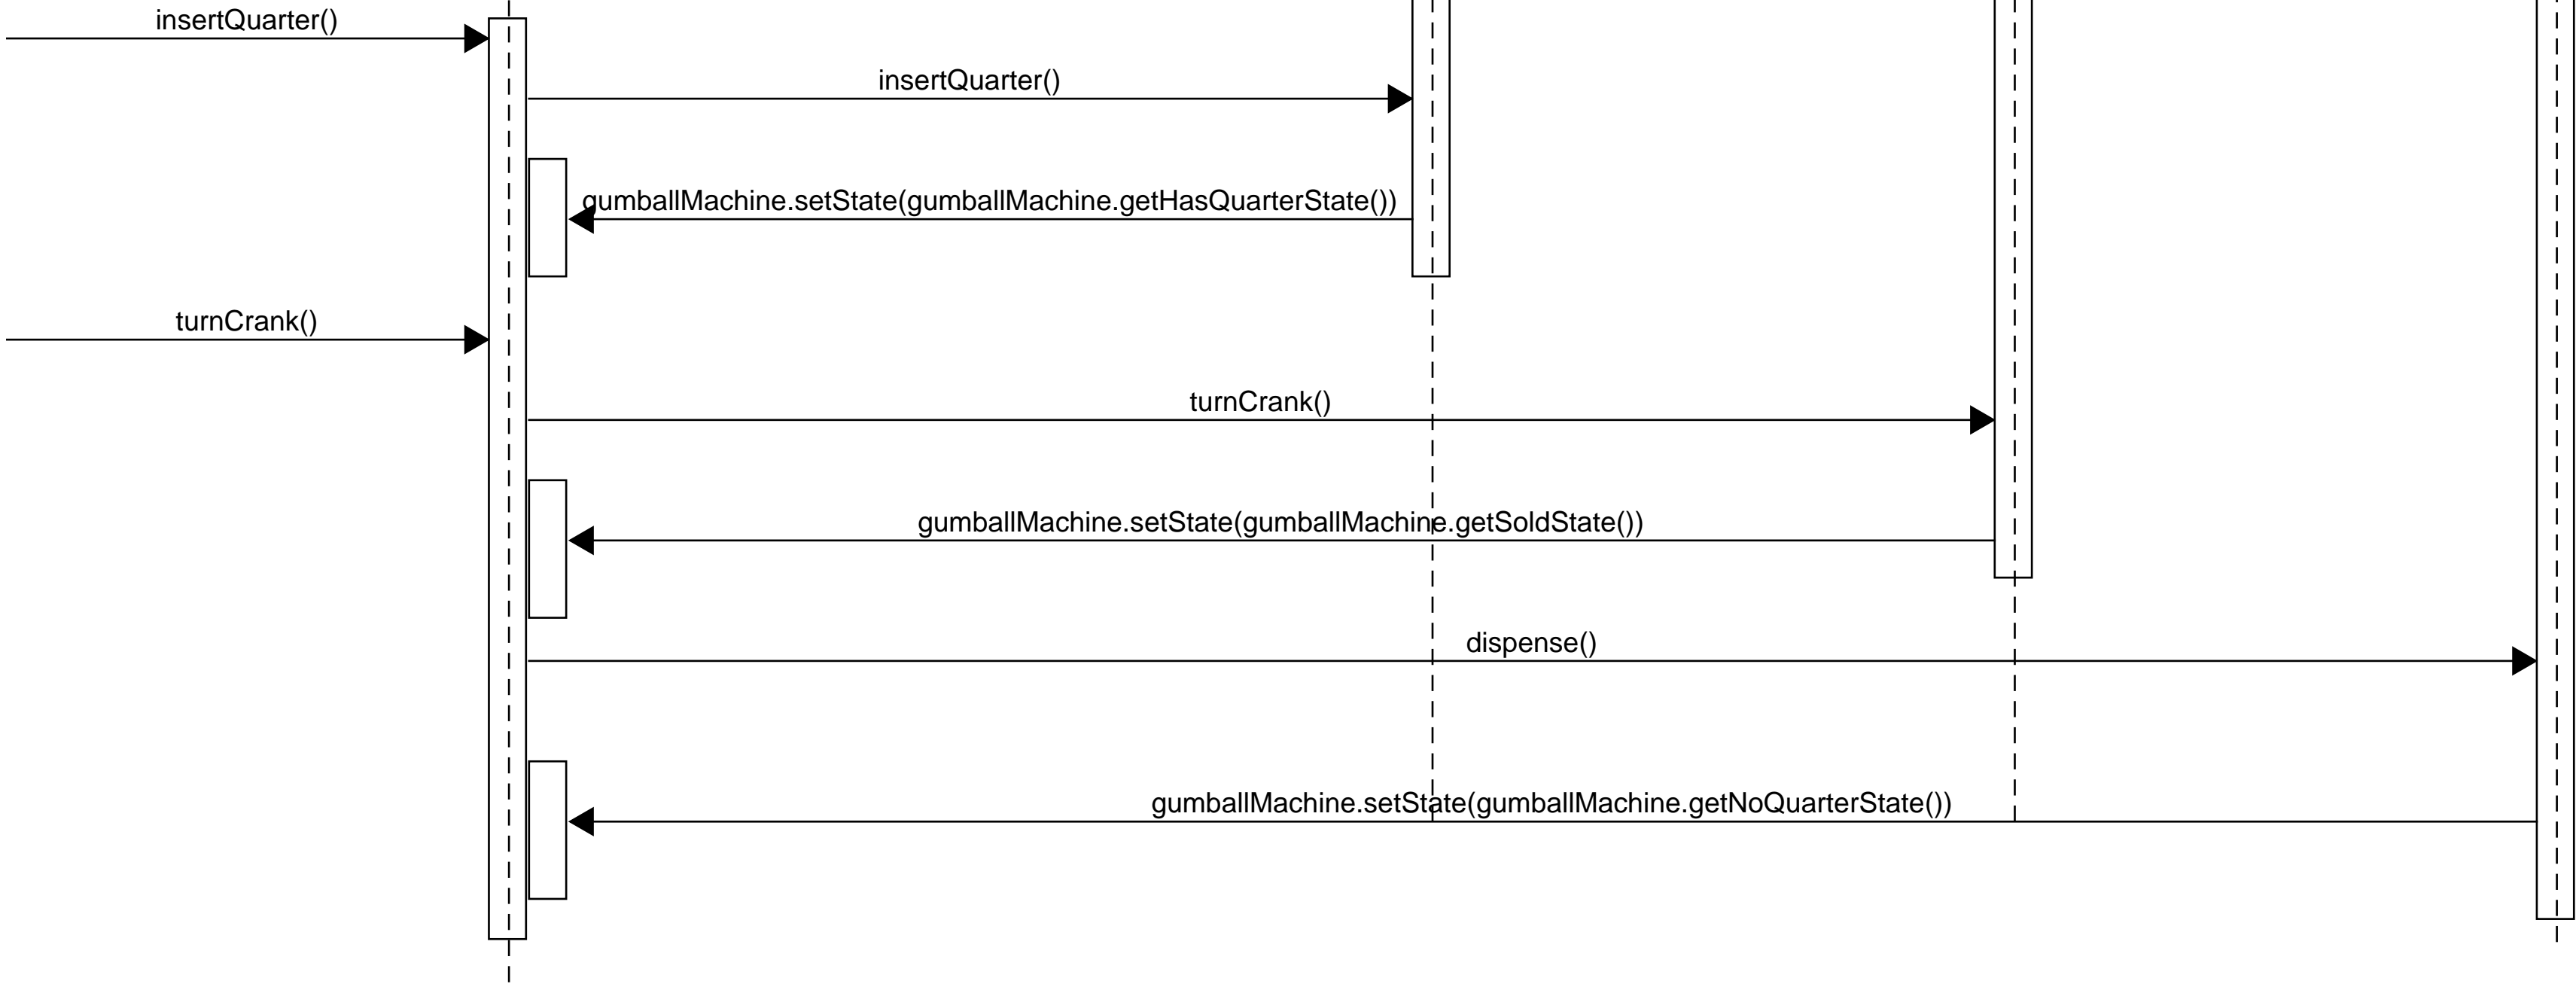 insertQuarter()
insertQuarter()
gumballMachine.setState(gumballMachine.getHasQuarterState())
turnCrank()
turnCrank()
gumballMachine.setState(gumballMachine.getSoldState())
dispense()
gumballMachine.setState(gumballMachine.getNoQuarterState())